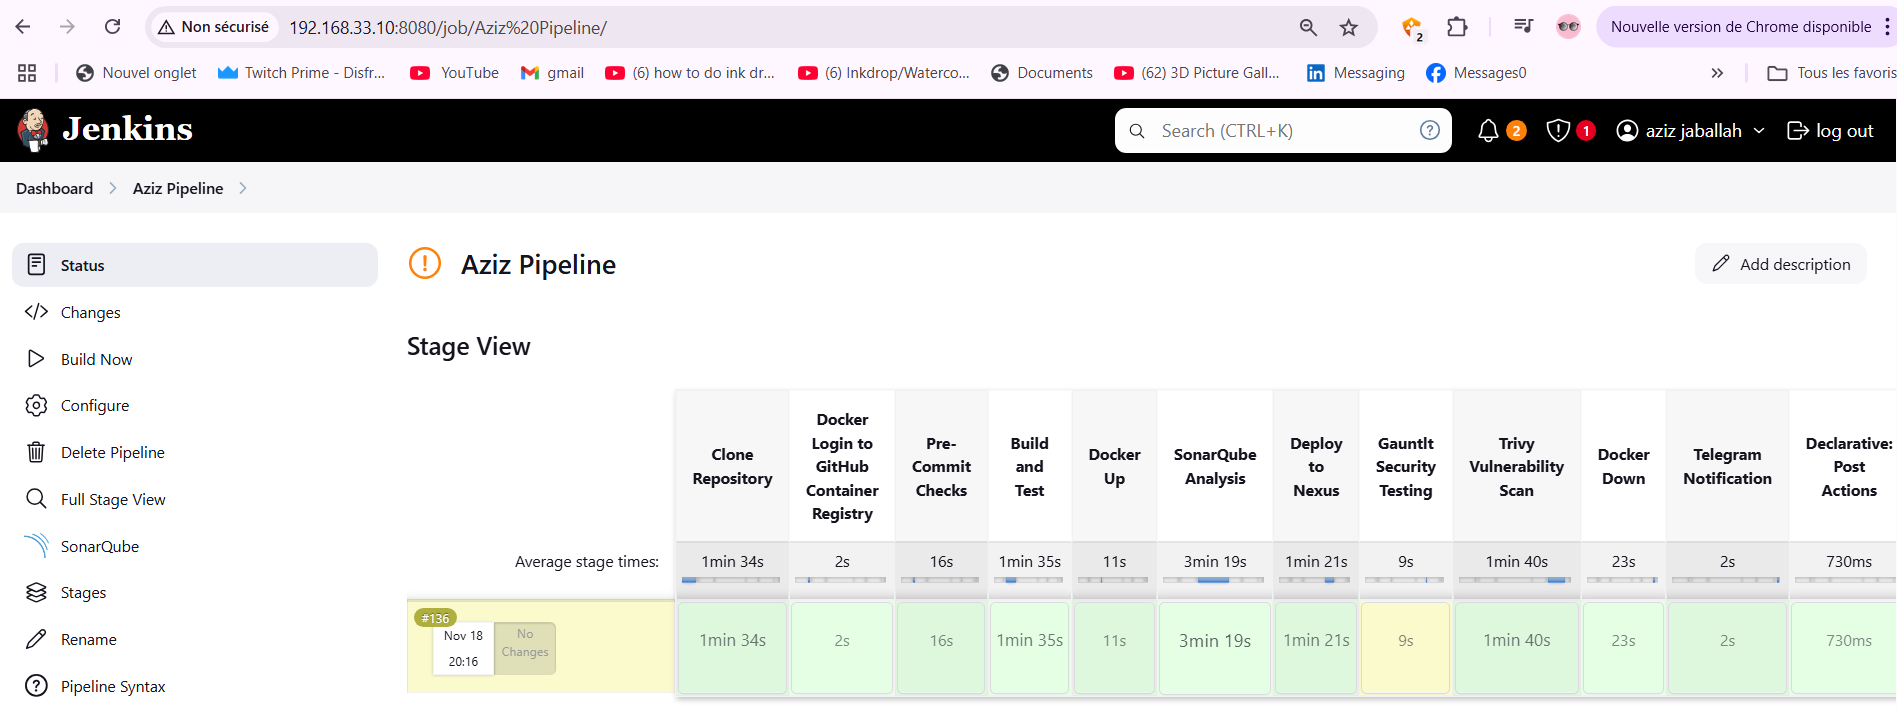 Non sécurisé
192.168.33.10:8080/job/Aziz%20Pipeline/
2
Nouvelle version de Chrome disponible
Nouvel onglet
Twitch Prime - Disfr...
YouTube
gmail
(6) how to do ink dr...
(6) Inkdrop/Waterco...
Documents
(62) 3D Picture Gall...
Messaging
Messages0
»
Tous les favoris
Jenkins
Search (CTRL+K)
2
1
aziz jaballah
log out
Dashboard
Aziz Pipeline
Status
Changes
Build Now
Configure
Delete Pipeline
Full Stage View
SonarQube
Stages
Rename
Pipeline Syntax
Aziz Pipeline
Add description
Stage View
Clone
Repository
Docker
Login to
GitHub
Container
Registry
Pre-
Commit
Checks
Build
and
Test
Docker
Up
SonarQube
Analysis
Deploy
to
Nexus
Gauntlt
Security
Testing
Trivy
Vulnerability
Scan
Docker
Down
Telegram
Notification
Declarative:
Post
Actions
Average stage times:
1min 34s
2s
16s
1min 35s
11s
3min 19s
1min 21s
9s
1min 40s
23s
2s
730ms
#136
Nov 18
20:16
No
Changes
1min 34s
2s
16s
1min 35s
11s
3min 19s
1min 21s
9s
1min 40s
23s
2s
730ms